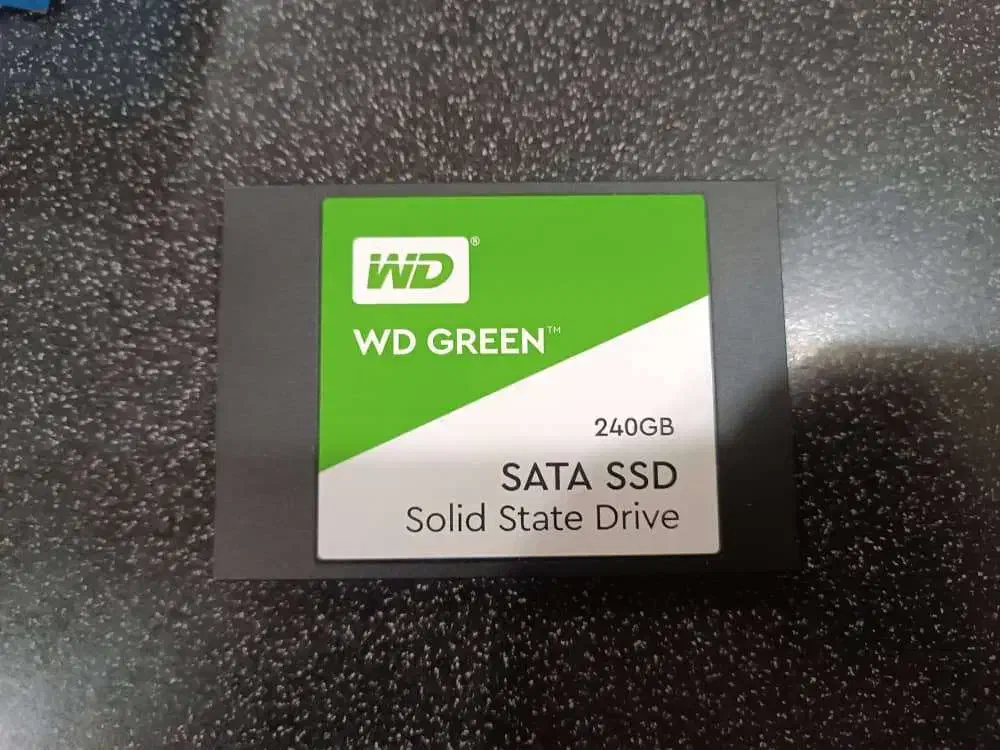 WD®
WD GREEN™
240GB
SATA SSD
Solid State Drive